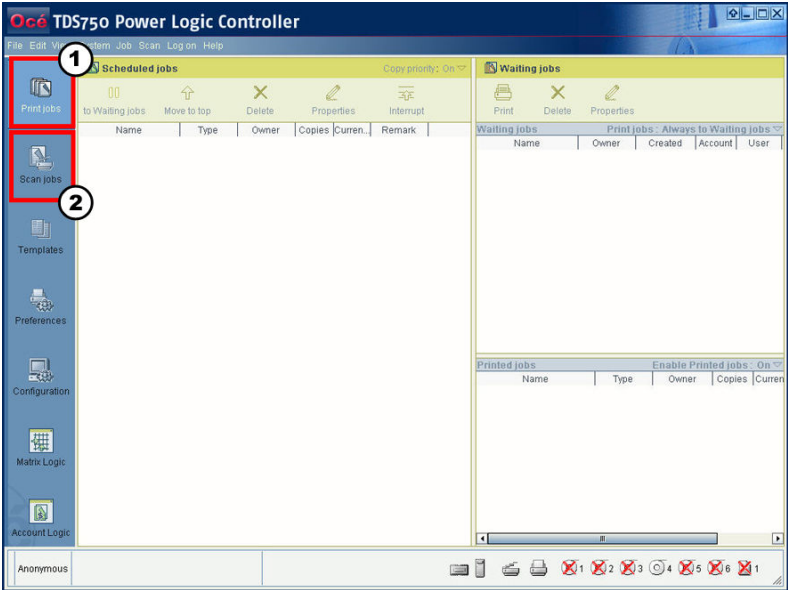 Océ TDS750 Power Logic Controller
File Edit View System Job Scan Log on Help
1
Print jobs
2
Scan jobs
Templates
Preferences
Configuration
Matrix Logic
Account Logic
Scheduled jobs Copy priority: On
to Waiting jobs Move to top Delete Properties Interrupt
Name Type Owner Copies Curren... Remark
Waiting jobs
Print Delete Properties
Waiting jobs Print jobs : Always to Waiting jobs
Name Owner Created Account User
Printed jobs Enable Printed jobs : On
Name Type Owner Copies Curren
Anonymous
1 2 3 4 5 6 1